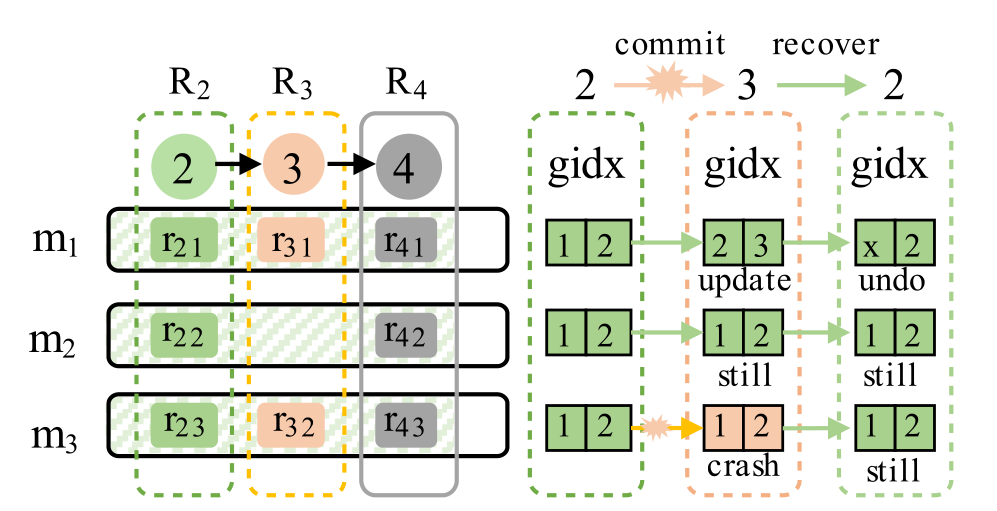 commit recover
R2 R3 R4 2 3 2
2 3 4 gidx gidx gidx
m1 r21 r31 r41 1 2 2 3 x 2
update undo
m2 r22 r42 1 2 1 2 1 2
still still
m3 r23 r32 r43 1 2 1 2 1 2
crash still